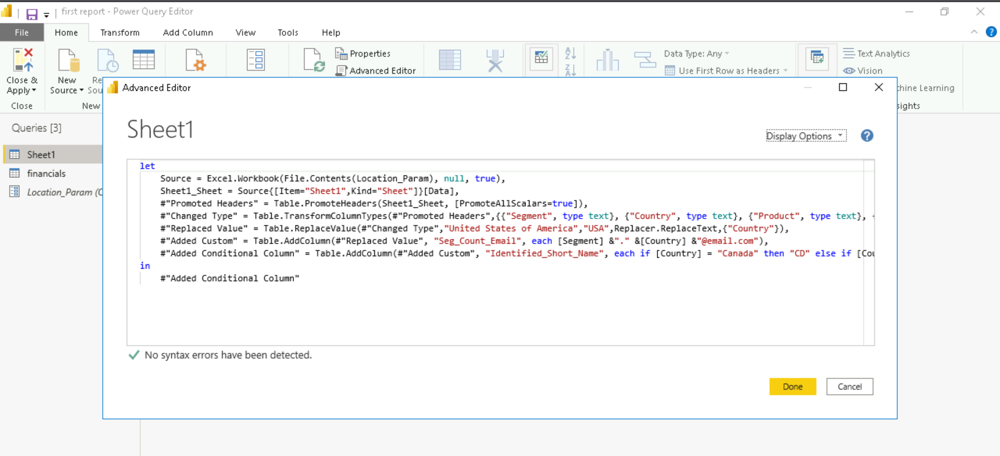 first report - Power Query Editor
File Home Transform Add Column View Tools Help
Properties
Advanced Editor
Data Type: Any
Use First Row as Headers
Text Analytics
Vision
Close & Apply
New Source
Close
New
Advanced Editor
Queries [3]
Sheet1
financials
Location_Param
Sheet1
Display Options
let
Source = Excel.Workbook(File.Contents(Location_Param), null, true),
Sheet1_Sheet = Source{[Item="Sheet1",Kind="Sheet"]}[Data],
#"Promoted Headers" = Table.PromoteHeaders(Sheet1_Sheet, [PromoteAllScalars=true]),
#"Changed Type" = Table.TransformColumnTypes(#"Promoted Headers",{{"Segment", type text}, {"Country", type text}, {"Product", type text},
#"Replaced Value" = Table.ReplaceValue(#"Changed Type","United States of America","USA",Replacer.ReplaceText,{"Country"}),
#"Added Custom" = Table.AddColumn(#"Replaced Value", "Seg_Count_Email", each [Segment] &"." &[Country] &"@email.com"),
#"Added Conditional Column" = Table.AddColumn(#"Added Custom", "Identified_Short_Name", each if [Country] = "Canada" then "CD" else if [Cou
in
#"Added Conditional Column"
No syntax errors have been detected.
Done
Cancel
Learning